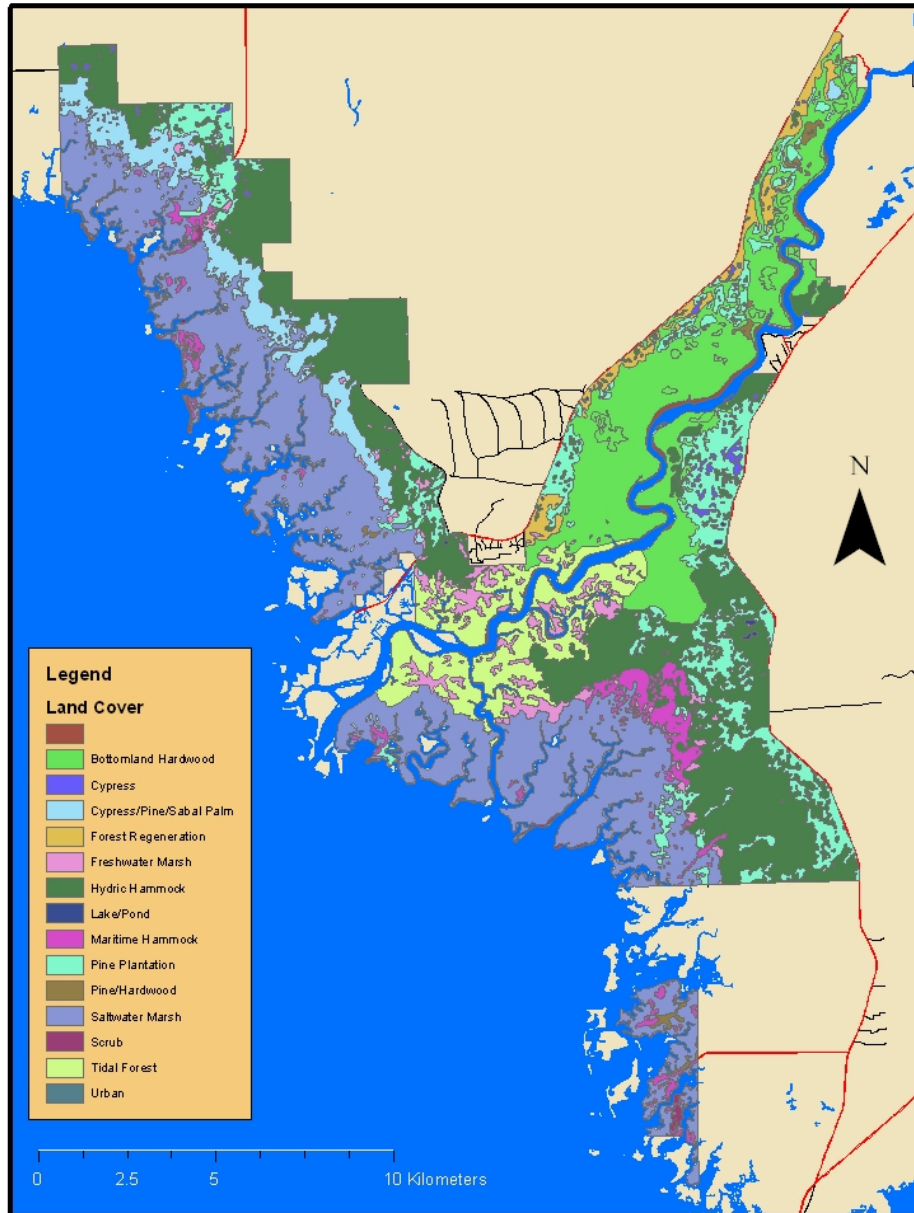 N
Legend
Land Cover
Bottomland Hardwood
Cypress
Cypress/Pine/Sabal Palm
Forest Regeneration
Freshwater Marsh
Hydric Hammock
Lake/Pond
Maritime Hammock
Pine Plantation
Pine/Hardwood
Saltwater Marsh
Scrub
Tidal Forest
Urban
0 2.5 5 10 Kilometers